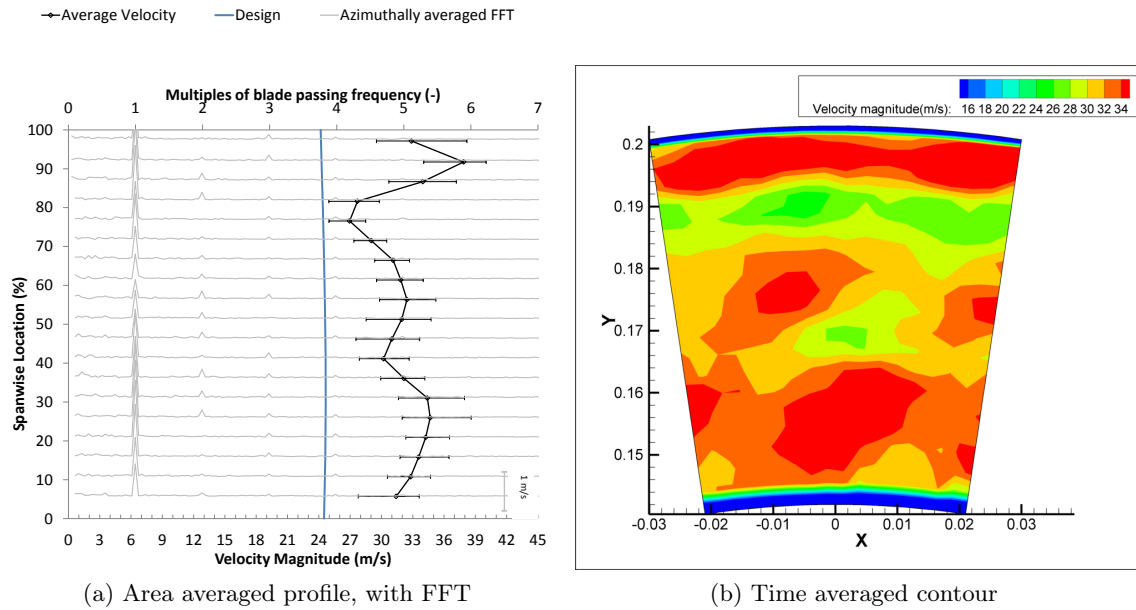 Average Velocity Design Azimuthally averaged FFT
Multiples of blade passing frequency (-)
0 1 2 3 4 5 6 7
100
90
80
70
60
50
40
30
20
10
0
Spanwise Location (%)
1 m/s
0 3 6 9 12 15 18 21 24 27 30 33 36 39 42 45
Velocity Magnitude (m/s)
(a) Area averaged profile, with FFT
Velocity magnitude(m/s): 16 18 20 22 24 26 28 30 32 34
0.2
0.19
0.18
0.17
0.16
0.15
Y
-0.03 -0.02 -0.01 0 0.01 0.02 0.03
X
(b) Time averaged contour